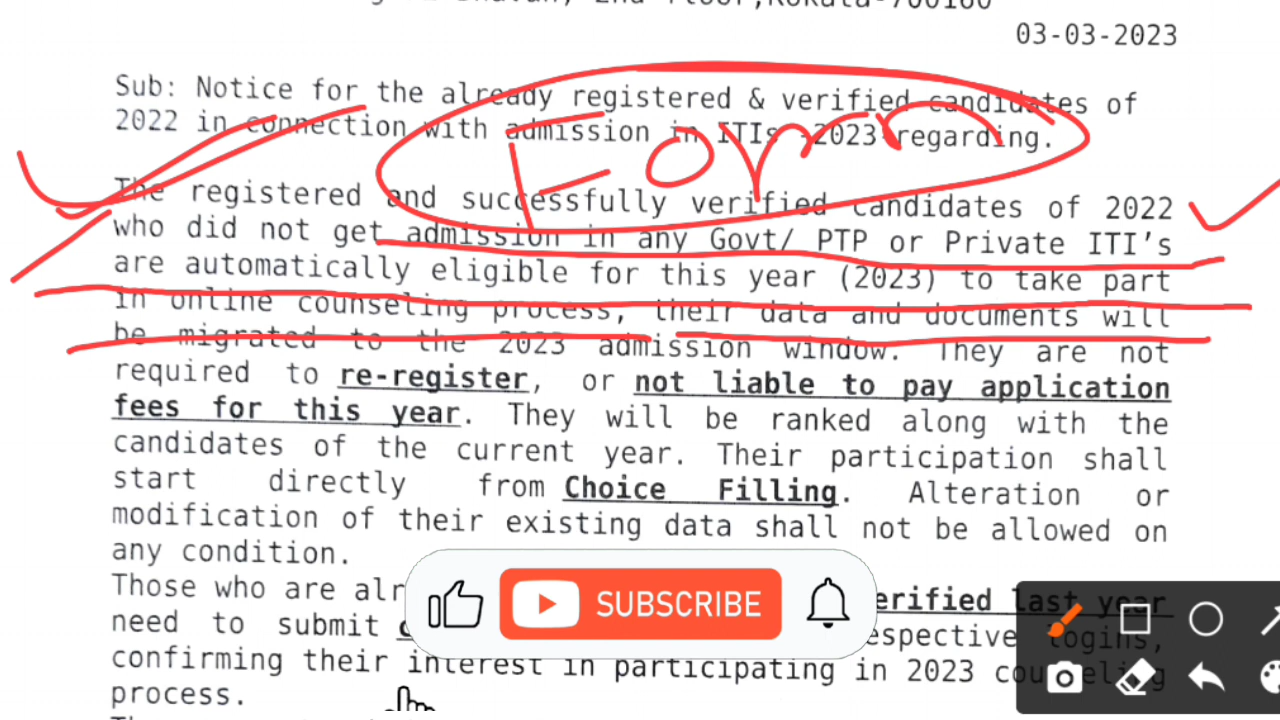 03-03-2023
Sub: Notice for the already registered & verified candidates of
2022 in connection with admission in ITIs -2023-regarding.
Form
The registered and successfully verified candidates of 2022
who did not get admission in any Govt/ PTP or Private ITI's
are automatically eligible for this year (2023) to take part
in online counseling process, their data and documents will
be migrated to the 2023 admission window. They are not
required to re-register, or not liable to pay application
fees for this year. They will be ranked along with the
candidates of the current year. Their participation shall
start directly from Choice Filling. Alteration or
modification of their existing data shall not be allowed on
any condition.
Those who are alr erified last year
need to submit espective logins,
confirming their interest in participating in 2023 counseling
process.
SUBSCRIBE